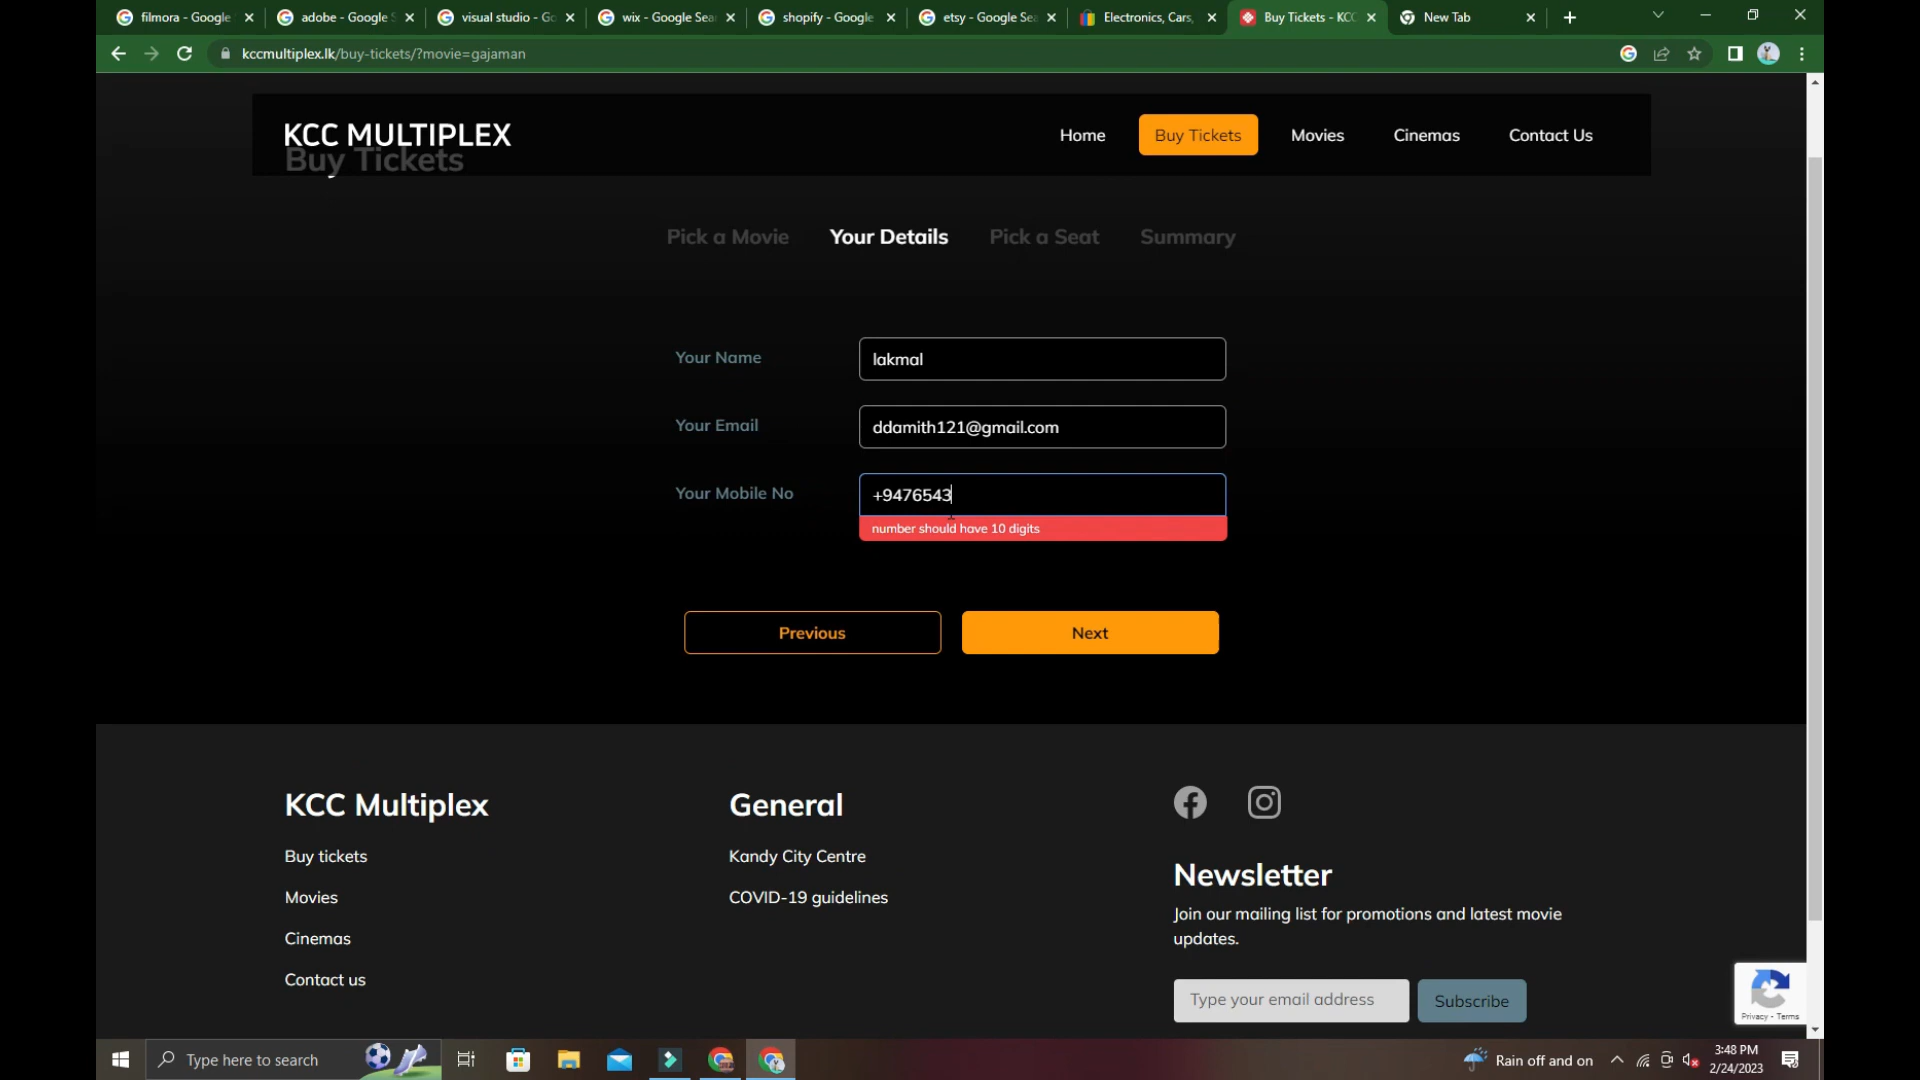 filmora - Google
adobe - Google S
visual studio - Go
wix - Google Sea
shopify - Google
etsy - Google Sea
Electronics, Cars,
Buy Tickets - KCC
New Tab
kccmultiplex.lk/buy-tickets/?movie=gajaman
KCC MULTIPLEX
Home
Buy Tickets
Movies
Cinemas
Contact Us
Buy Tickets
Pick a Movie
Your Details
Pick a Seat
Summary
Your Name
lakmal
Your Email
ddamith121@gmail.com
Your Mobile No
+9476543
number should have 10 digits
Previous
Next
KCC Multiplex
Buy tickets
Movies
Cinemas
Contact us
General
Kandy City Centre
COVID-19 guidelines
Newsletter
Join our mailing list for promotions and latest movie
updates.
Type your email address
Subscribe
Privacy - Terms
Type here to search
Rain off and on
3:48 PM
2/24/2023